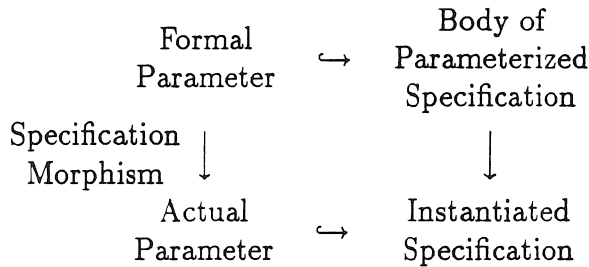 Formal
Parameter
↪
Body of
Parameterized
Specification
Specification
Morphism
↓
↓
Actual
Parameter
↪
Instantiated
Specification